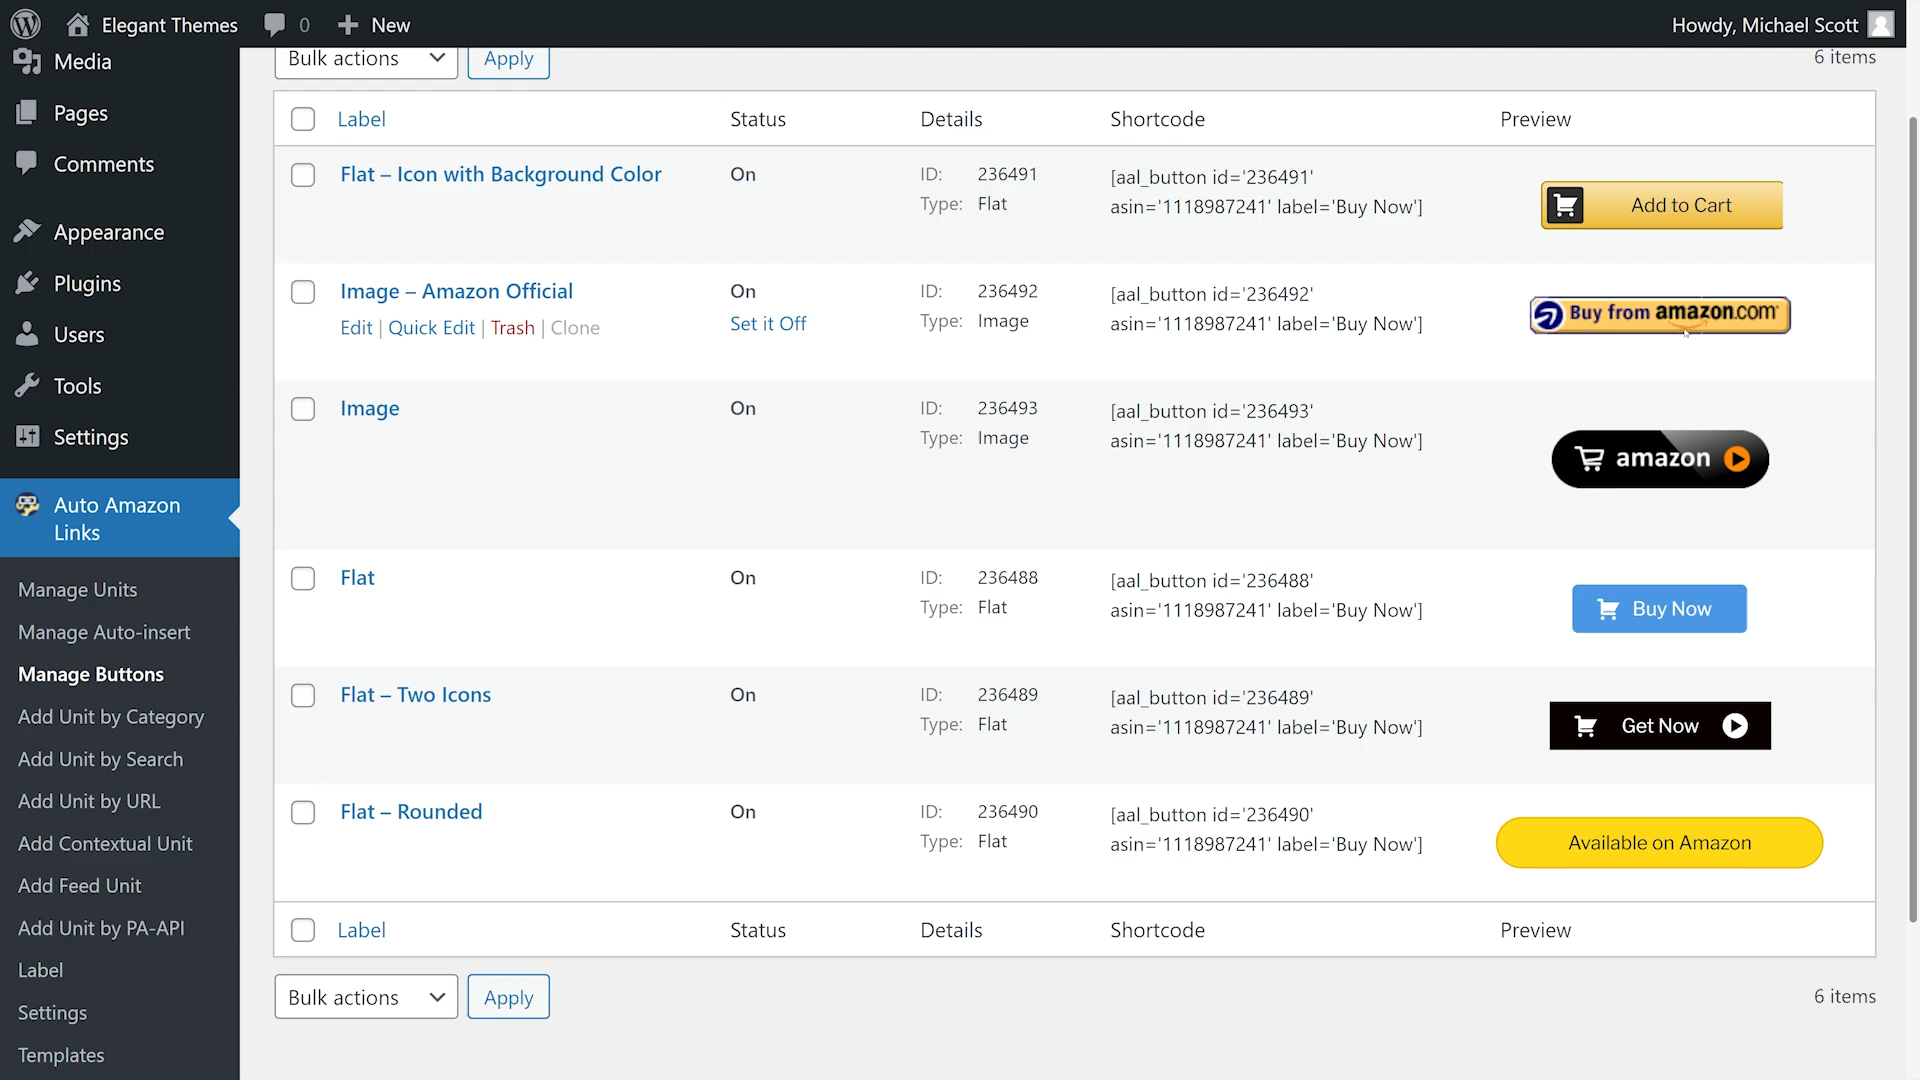 Elegant Themes 0 New Howdy, Michael Scott
Media
Pages
Comments
Appearance
Plugins
Users
Tools
Settings
Auto Amazon
Links
Manage Units
Manage Auto-insert
Manage Buttons
Add Unit by Category
Add Unit by Search
Add Unit by URL
Add Contextual Unit
Add Feed Unit
Add Unit by PA-API
Label
Settings
Templates
Bulk actions Apply 6 items
Label Status Details Shortcode Preview
Flat – Icon with Background Color On ID: 236491 [aal_button id='236491'
Type: Flat asin='1118987241' label='Buy Now'] Add to Cart
Image – Amazon Official On ID: 236492 [aal_button id='236492'
Edit | Quick Edit | Trash | Clone Set it Off Type: Image asin='1118987241' label='Buy Now'] Buy from amazon.com
Image On ID: 236493 [aal_button id='236493'
Type: Image asin='1118987241' label='Buy Now'] amazon
Flat On ID: 236488 [aal_button id='236488'
Type: Flat asin='1118987241' label='Buy Now'] Buy Now
Flat – Two Icons On ID: 236489 [aal_button id='236489'
Type: Flat asin='1118987241' label='Buy Now'] Get Now
Flat – Rounded On ID: 236490 [aal_button id='236490'
Type: Flat asin='1118987241' label='Buy Now'] Available on Amazon
Label Status Details Shortcode Preview
Bulk actions Apply 6 items